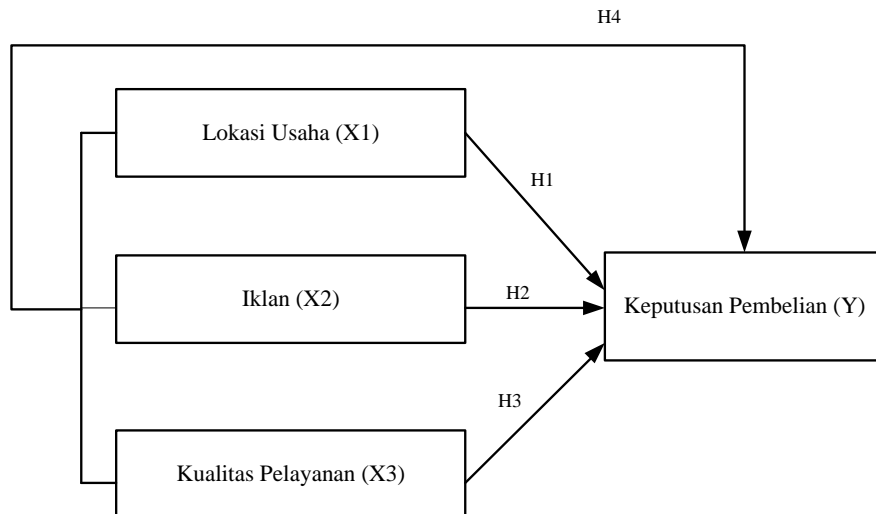 H4
Lokasi Usaha (X1)
H1
Iklan (X2)
H2
Keputusan Pembelian (Y)
H3
Kualitas Pelayanan (X3)